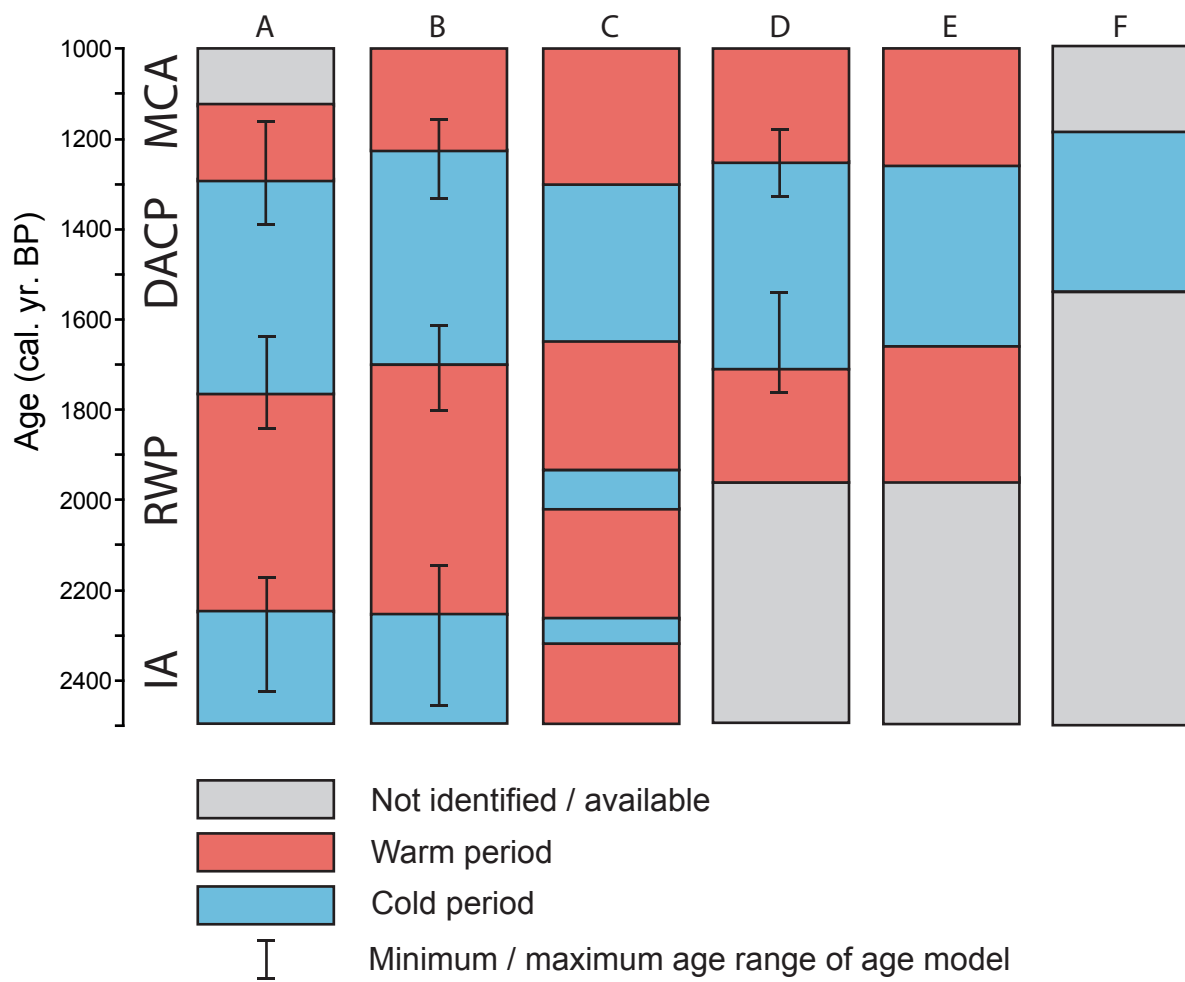 A B C D E F
Age (cal. yr. BP)
1000
1200
1400
1600
1800
2000
2200
2400
MCA
DACP
RWP
IA
Not identified / available
Warm period
Cold period
Minimum / maximum age range of age model